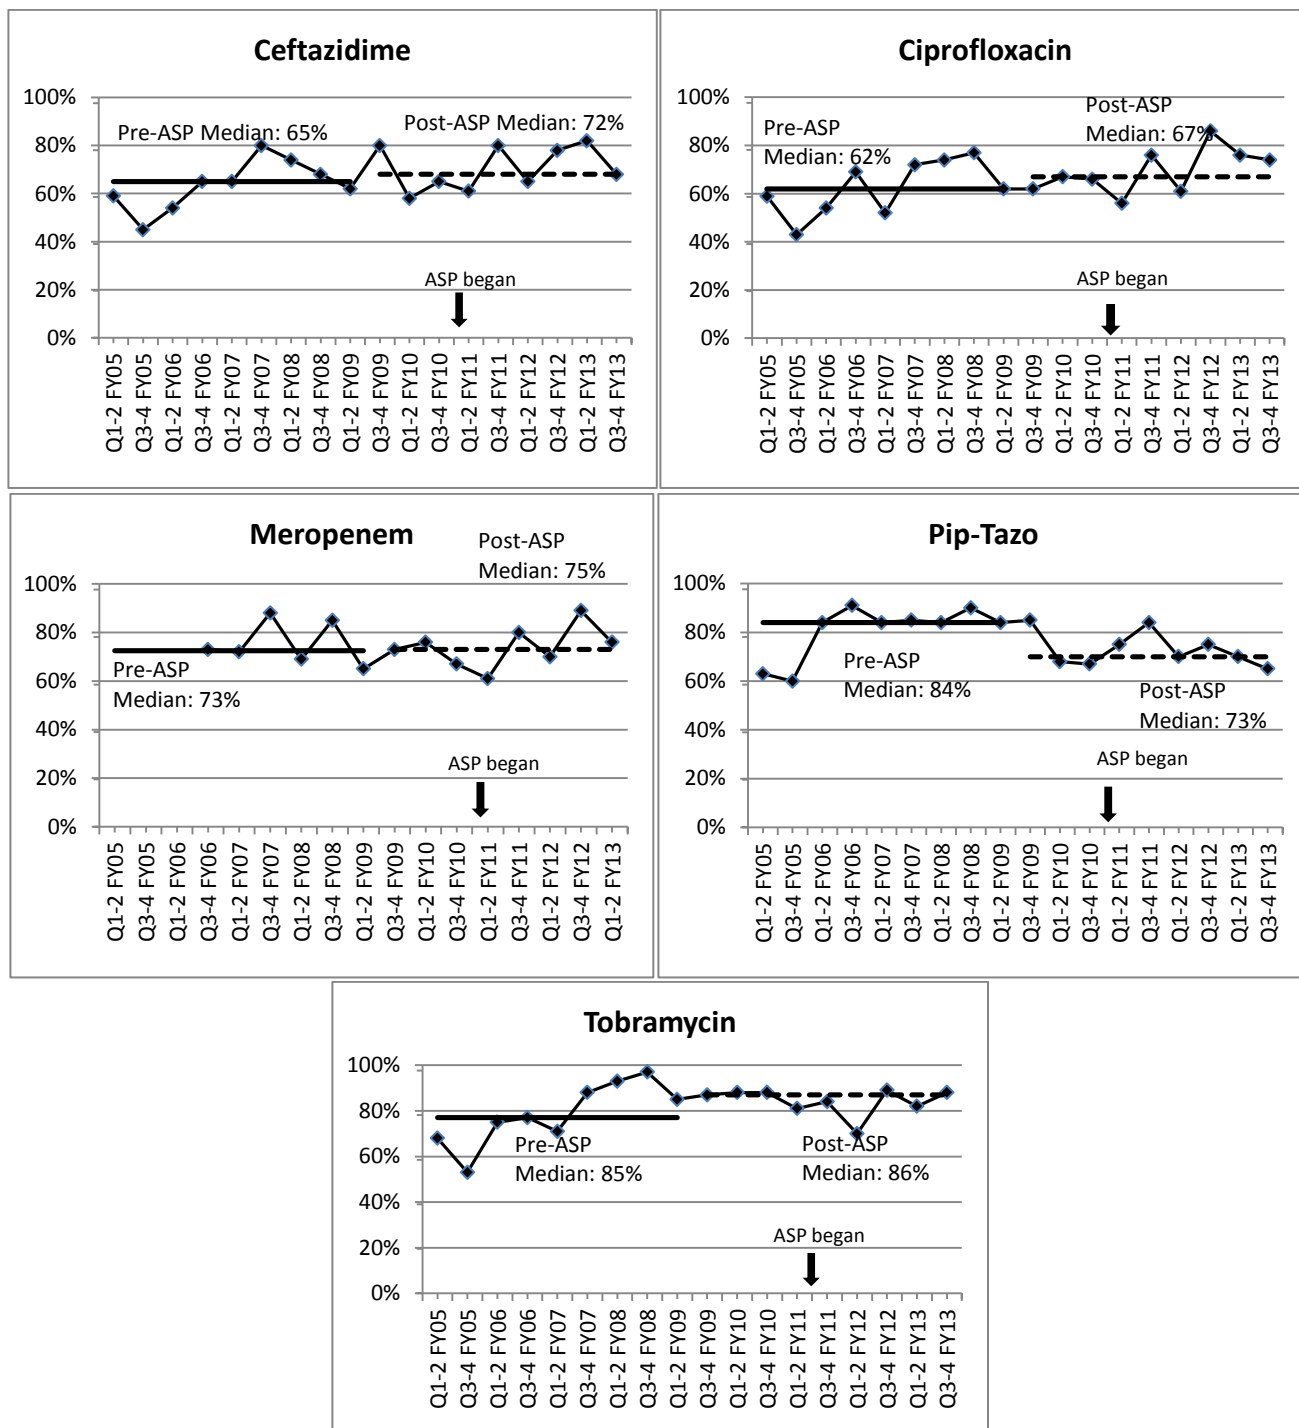 Ceftazidime
100%
80%
60%
40%
20%
0%
Pre-ASP Median: 65%
Post-ASP Median: 72%
ASP began
Q1-2 FY05
Q3-4 FY05
Q1-2 FY06
Q3-4 FY06
Q1-2 FY07
Q3-4 FY07
Q1-2 FY08
Q3-4 FY08
Q1-2 FY09
Q3-4 FY09
Q1-2 FY10
Q3-4 FY10
Q1-2 FY11
Q3-4 FY11
Q1-2 FY12
Q3-4 FY12
Q1-2 FY13
Q3-4 FY13
Ciprofloxacin
100%
80%
60%
40%
20%
0%
Pre-ASP
Median: 62%
Post-ASP
Median: 67%
ASP began
Q1-2 FY05
Q3-4 FY05
Q1-2 FY06
Q3-4 FY06
Q1-2 FY07
Q3-4 FY07
Q1-2 FY08
Q3-4 FY08
Q1-2 FY09
Q3-4 FY09
Q1-2 FY10
Q3-4 FY10
Q1-2 FY11
Q3-4 FY11
Q1-2 FY12
Q3-4 FY12
Q1-2 FY13
Q3-4 FY13
Meropenem
100%
80%
60%
40%
20%
0%
Post-ASP
Median: 75%
Pre-ASP
Median: 73%
ASP began
Q1-2 FY05
Q3-4 FY05
Q1-2 FY06
Q3-4 FY06
Q1-2 FY07
Q3-4 FY07
Q1-2 FY08
Q3-4 FY08
Q1-2 FY09
Q3-4 FY09
Q1-2 FY10
Q3-4 FY10
Q1-2 FY11
Q3-4 FY11
Q1-2 FY12
Q3-4 FY12
Q1-2 FY13
Pip-Tazo
100%
80%
60%
40%
20%
0%
Pre-ASP
Median: 84%
Post-ASP
Median: 73%
ASP began
Q1-2 FY05
Q3-4 FY05
Q1-2 FY06
Q3-4 FY06
Q1-2 FY07
Q3-4 FY07
Q1-2 FY08
Q3-4 FY08
Q1-2 FY09
Q3-4 FY09
Q1-2 FY10
Q3-4 FY10
Q1-2 FY11
Q3-4 FY11
Q1-2 FY12
Q3-4 FY12
Q1-2 FY13
Q3-4 FY13
Tobramycin
100%
80%
60%
40%
20%
0%
Pre-ASP
Median: 85%
Post-ASP
Median: 86%
ASP began
Q1-2 FY05
Q3-4 FY05
Q1-2 FY06
Q3-4 FY06
Q1-2 FY07
Q3-4 FY07
Q1-2 FY08
Q3-4 FY08
Q1-2 FY09
Q3-4 FY09
Q1-2 FY10
Q3-4 FY10
Q1-2 FY11
Q3-4 FY11
Q1-2 FY12
Q3-4 FY12
Q1-2 FY13
Q3-4 FY13